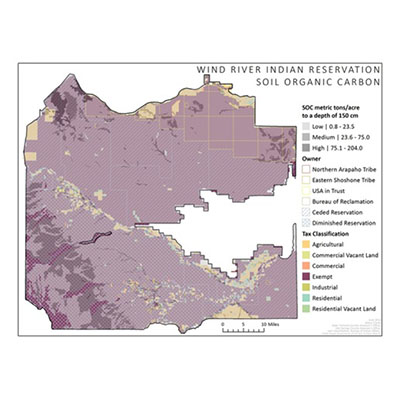 WIND RIVER INDIAN RESERVATION
SOIL ORGANIC CARBON
SOC metric tons/acre
to a depth of 150 cm
Low | 0.8 - 23.5
Medium | 23.6 - 75.0
High | 75.1 - 204.0
Owner
Northern Arapaho Tribe
Eastern Shoshone Tribe
USA in Trust
Bureau of Reclamation
Ceded Reservation
Diminished Reservation
Tax Classification
Agricultural
Commercial Vacant Land
Commercial
Exempt
Industrial
Residential
Residential Vacant Land
0 5 10 Miles